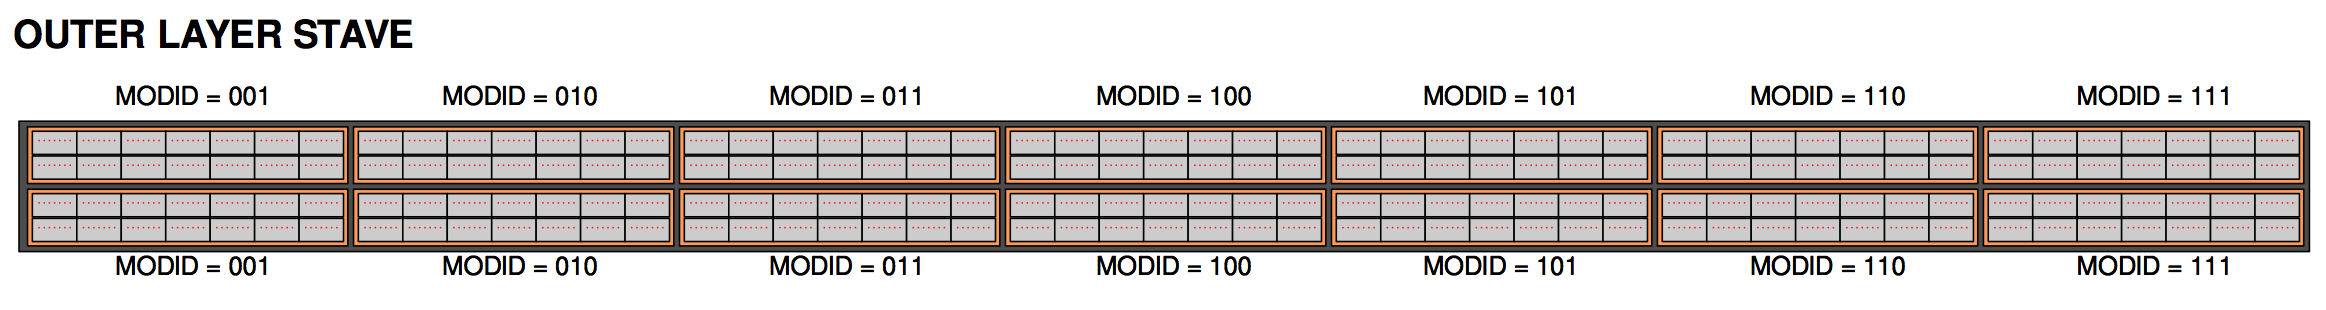 OUTER LAYER STAVE
MODID = 001 MODID = 010 MODID = 011 MODID = 100 MODID = 101 MODID = 110 MODID = 111
MODID = 001 MODID = 010 MODID = 011 MODID = 100 MODID = 101 MODID = 110 MODID = 111